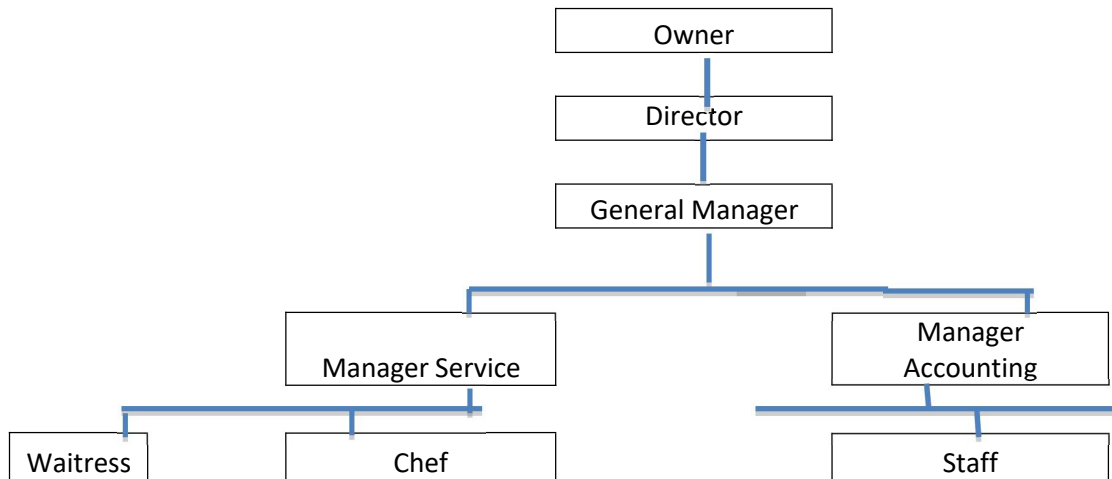 Owner
Director
General Manager
Manager Service
Manager
Accounting
Waitress
Chef
Staff